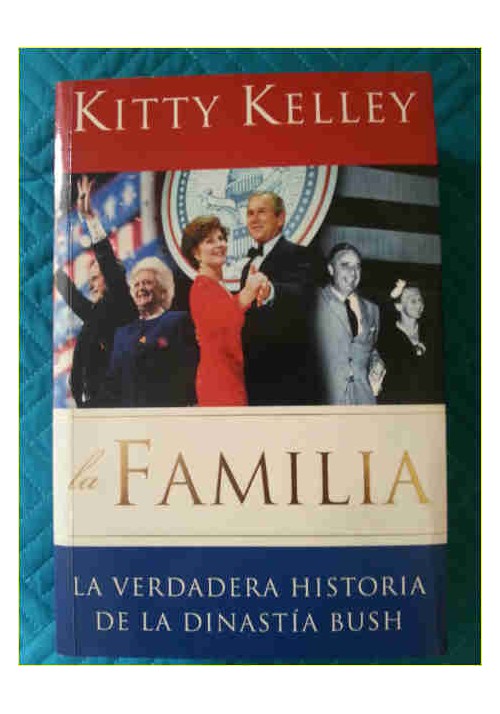 KITTY KELLEY
la FAMILIA
LA VERDADERA HISTORIA
DE LA DINASTÍA BUSH